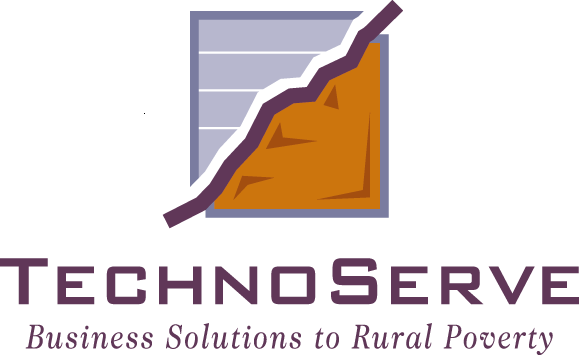 TECHNOSERVE
Business Solutions to Rural Poverty